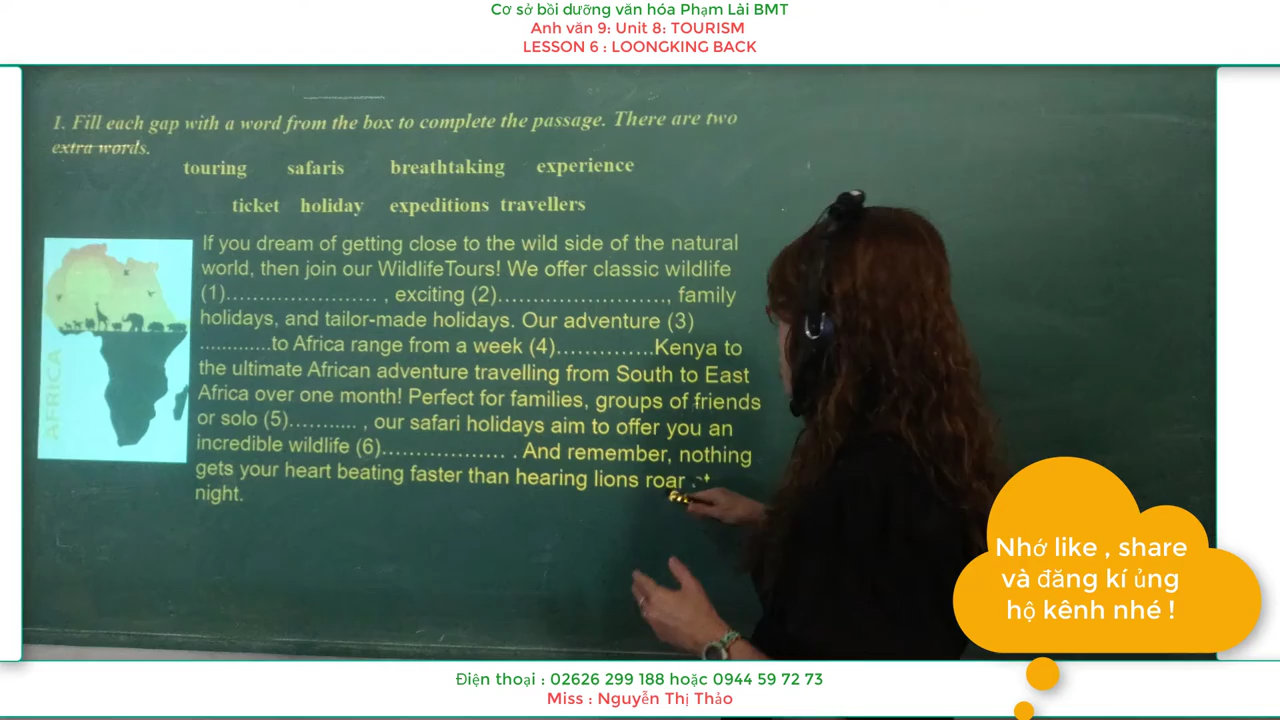 Cơ sở bồi dưỡng văn hóa Phạm Lài BMT
Anh văn 9: Unit 8: TOURISM
LESSON 6 : LOONGKING BACK
1. Fill each gap with a word from the box to complete the passage. There are two
extra words.
touring safaris breathtaking experience
ticket holiday expeditions travellers
If you dream of getting close to the wild side of the natural
world, then join our WildlifeTours! We offer classic wildlife
(1)…………………… , exciting (2)……………………, family
holidays, and tailor-made holidays. Our adventure (3)
.............to Africa range from a week (4)………….Kenya to
the ultimate African adventure travelling from South to East
Africa over one month! Perfect for families, groups of friends
or solo (5)…….... , our safari holidays aim to offer you an
incredible wildlife (6)……………… . And remember, nothing
gets your heart beating faster than hearing lions roar at
night.
AFRICA
Nhớ like , share
và đăng kí ủng
hộ kênh nhé !
Điện thoại : 02626 299 188 hoặc 0944 59 72 73
Miss : Nguyễn Thị Thảo